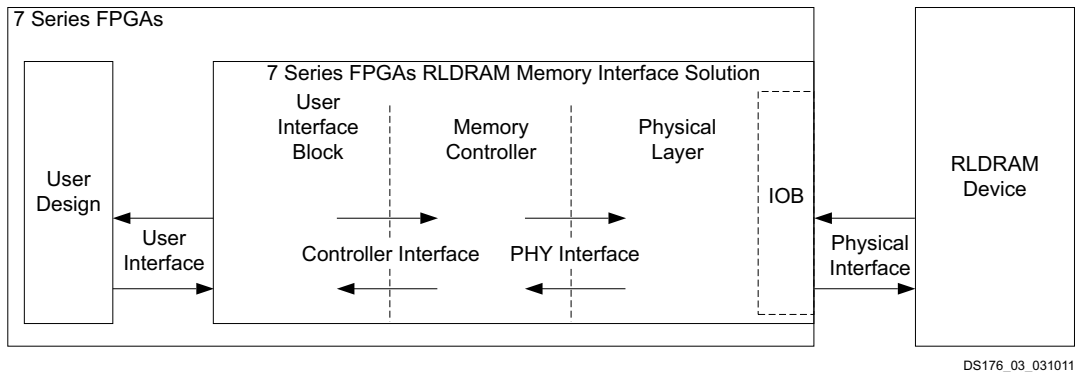 7 Series FPGAs
7 Series FPGAs RLDRAM Memory Interface Solution
User
Interface
Block
Memory
Controller
Physical
Layer
User
Design
IOB
RLDRAM
Device
User
Interface
Controller Interface
PHY Interface
Physical
Interface
DS176_03_031011